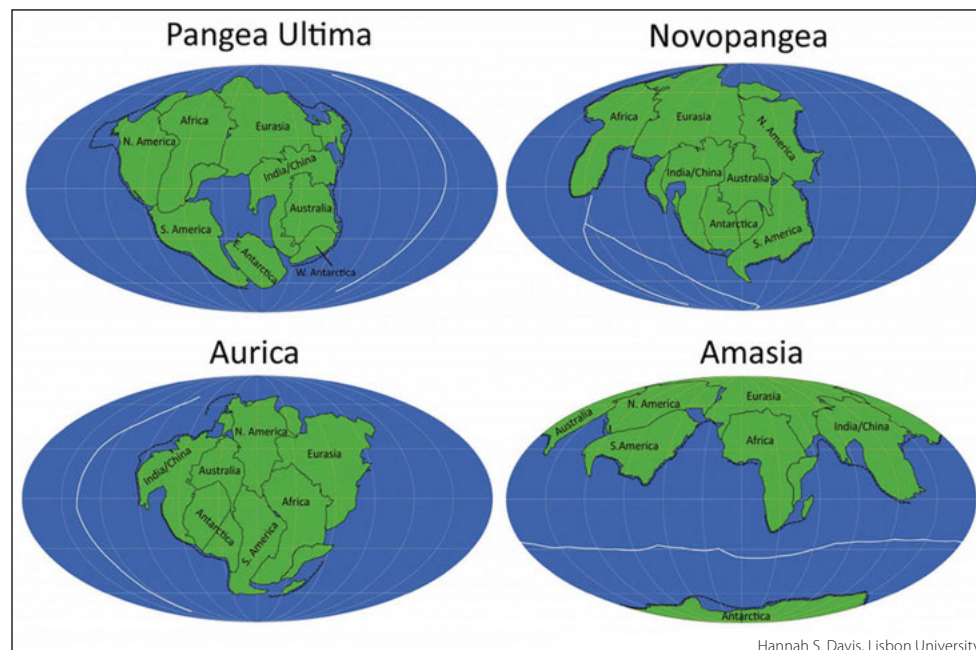 Pangea Ultima
Africa
Eurasia
N. America
India/China
Australia
S. America
E. Antarctica
W. Antarctica
Novopangea
Africa
Eurasia
N. America
India/China
Australia
Antarctica
S. America
Aurica
N. America
Eurasia
India/China
Australia
Africa
Antarctica
S. America
Amasia
Eurasia
N. America
Australia
India/China
S.America
Africa
Antarctica
Hannah S. Davis, Lisbon University